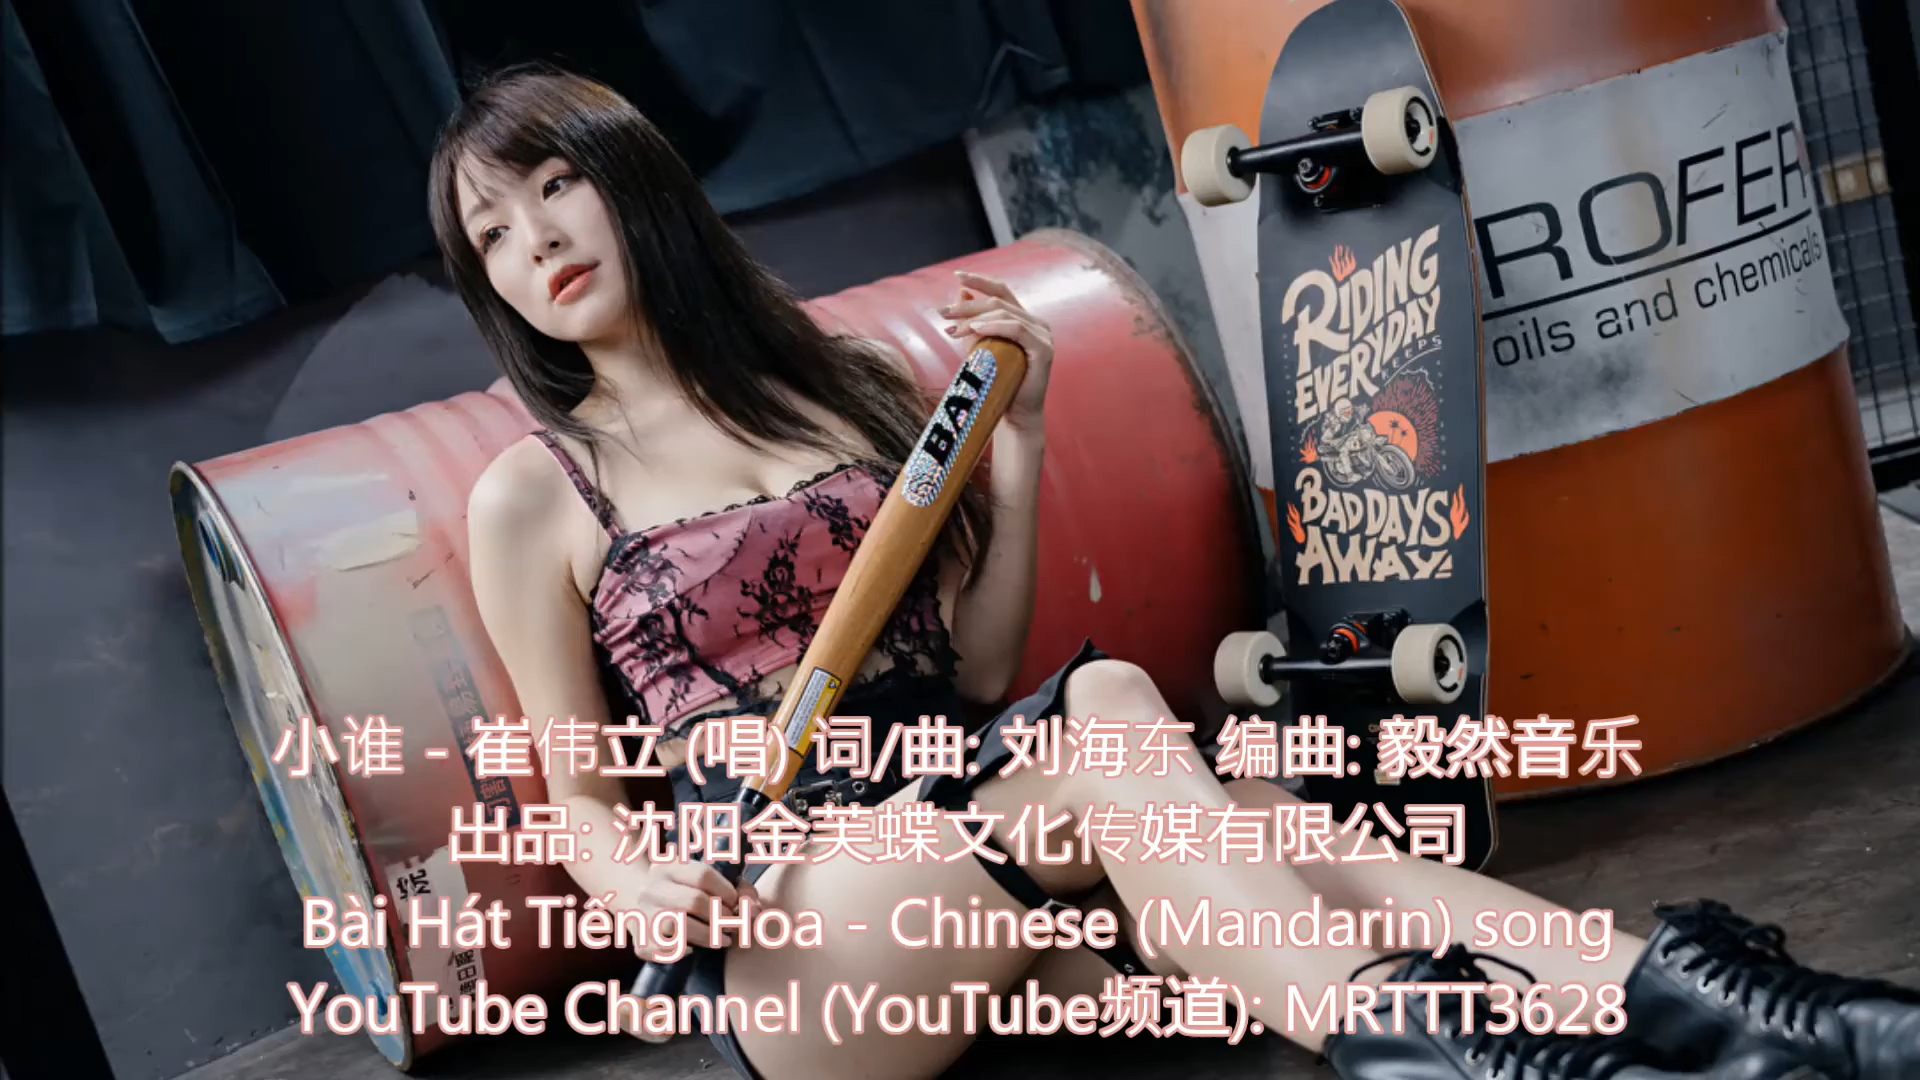 ROFER
oils and chemicals
RIDING
EVERYDAY
KEEPS
BAD DAYS
AWAY
BAT
小谁 - 崔伟立 (唱) 词/曲: 刘海东 编曲: 毅然音乐
出品: 沈阳金芙蝶文化传媒有限公司
Bài Hát Tiếng Hoa - Chinese (Mandarin) song
YouTube Channel (YouTube频道): MRTTT3628